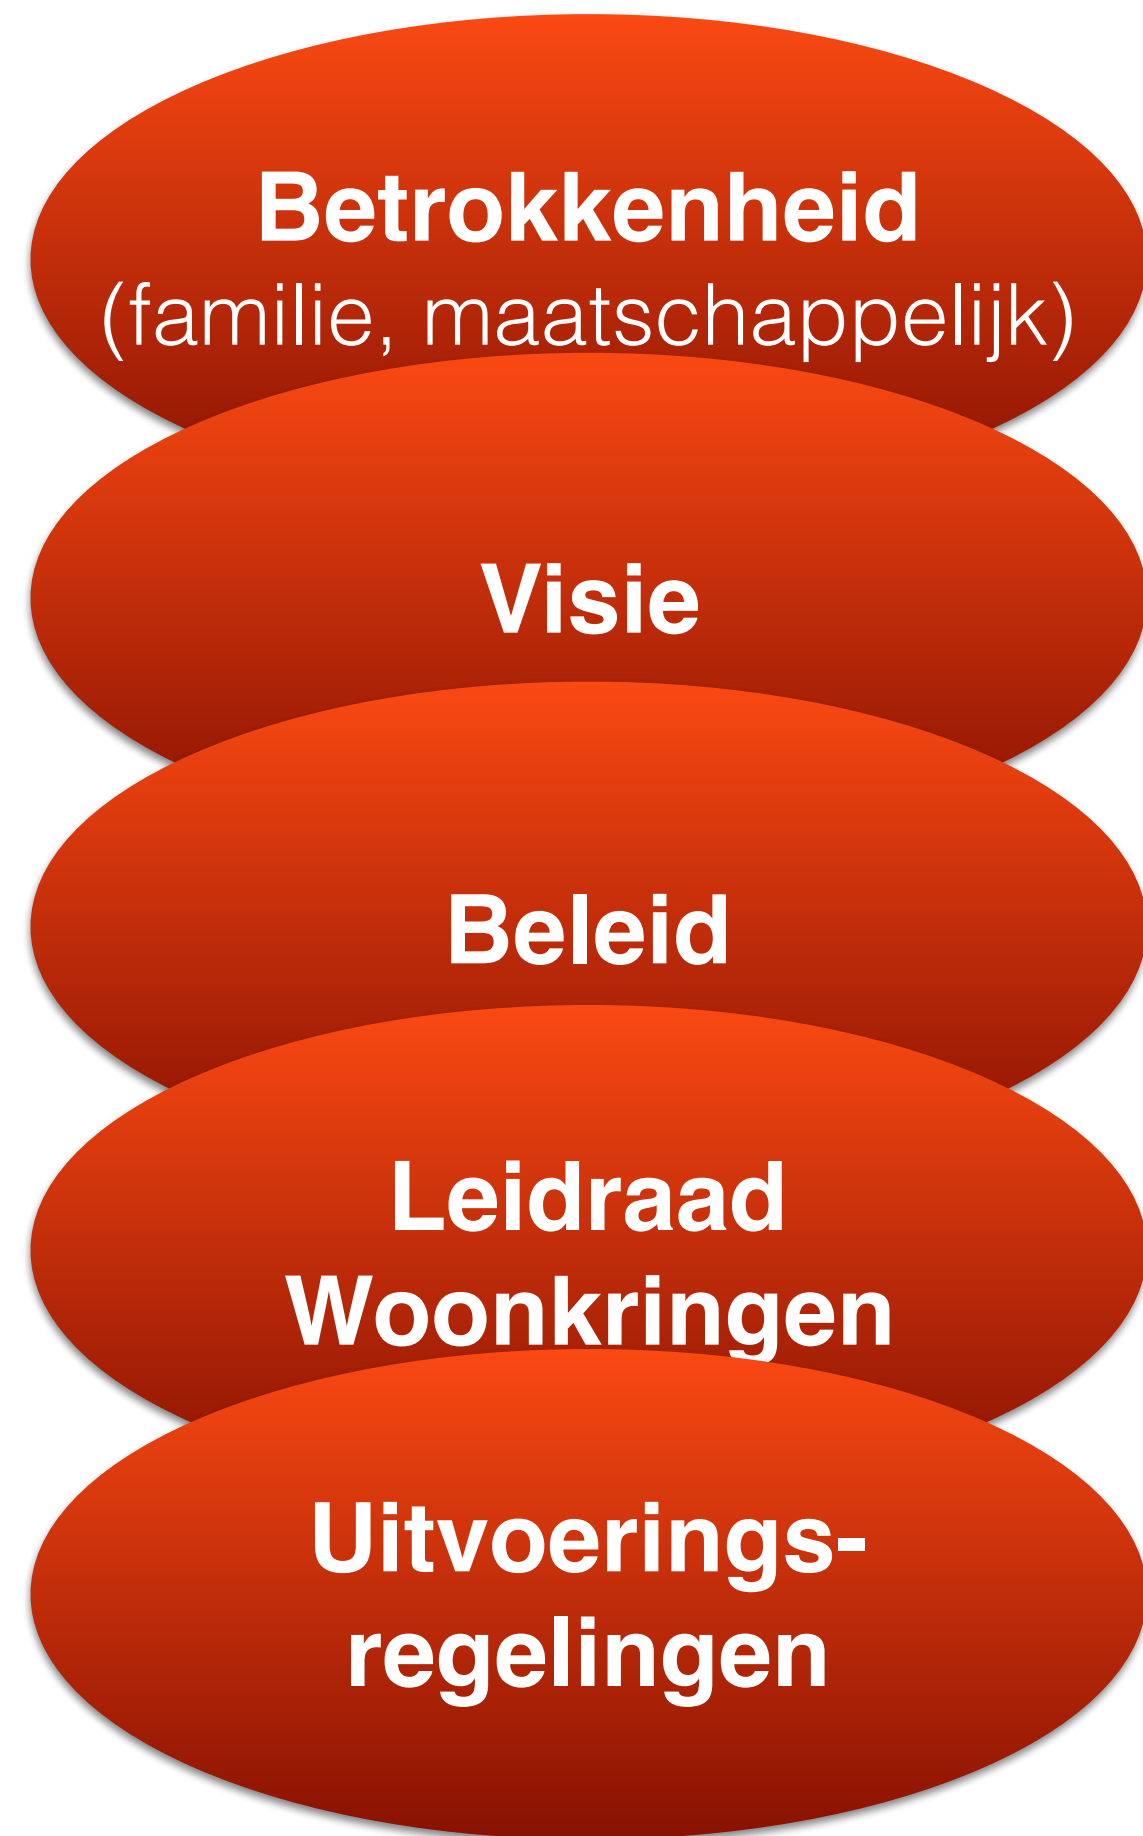 Betrokkenheid
(familie, maatschappelijk)
Visie
Beleid
Leidraad
Woonkringen
Uitvoerings-
regelingen